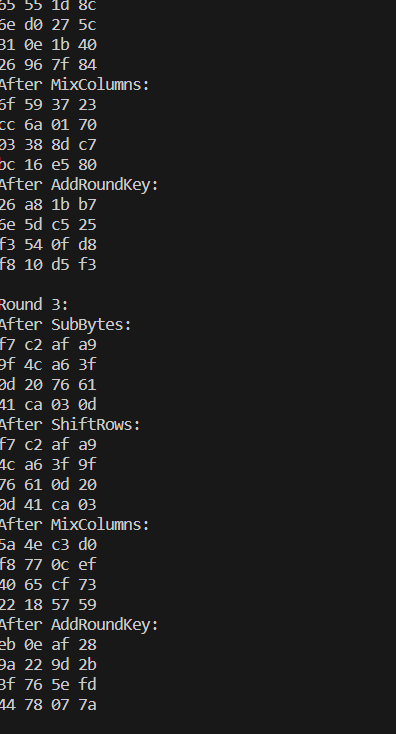 65 55 1d 8c
6e d0 27 5c
31 0e 1b 40
26 96 7f 84
After MixColumns:
6f 59 37 23
cc 6a 01 70
03 38 8d c7
bc 16 e5 80
After AddRoundKey:
26 a8 1b b7
6e 5d c5 25
f3 54 0f d8
f8 10 d5 f3
Round 3:
After SubBytes:
f7 c2 af a9
9f 4c a6 3f
0d 20 76 61
41 ca 03 0d
After ShiftRows:
f7 c2 af a9
4c a6 3f 9f
76 61 0d 20
0d 41 ca 03
After MixColumns:
5a 4e c3 d0
f8 77 0c ef
40 65 cf 73
22 18 57 59
After AddRoundKey:
eb 0e af 28
9a 22 9d 2b
3f 76 5e fd
44 78 07 7a